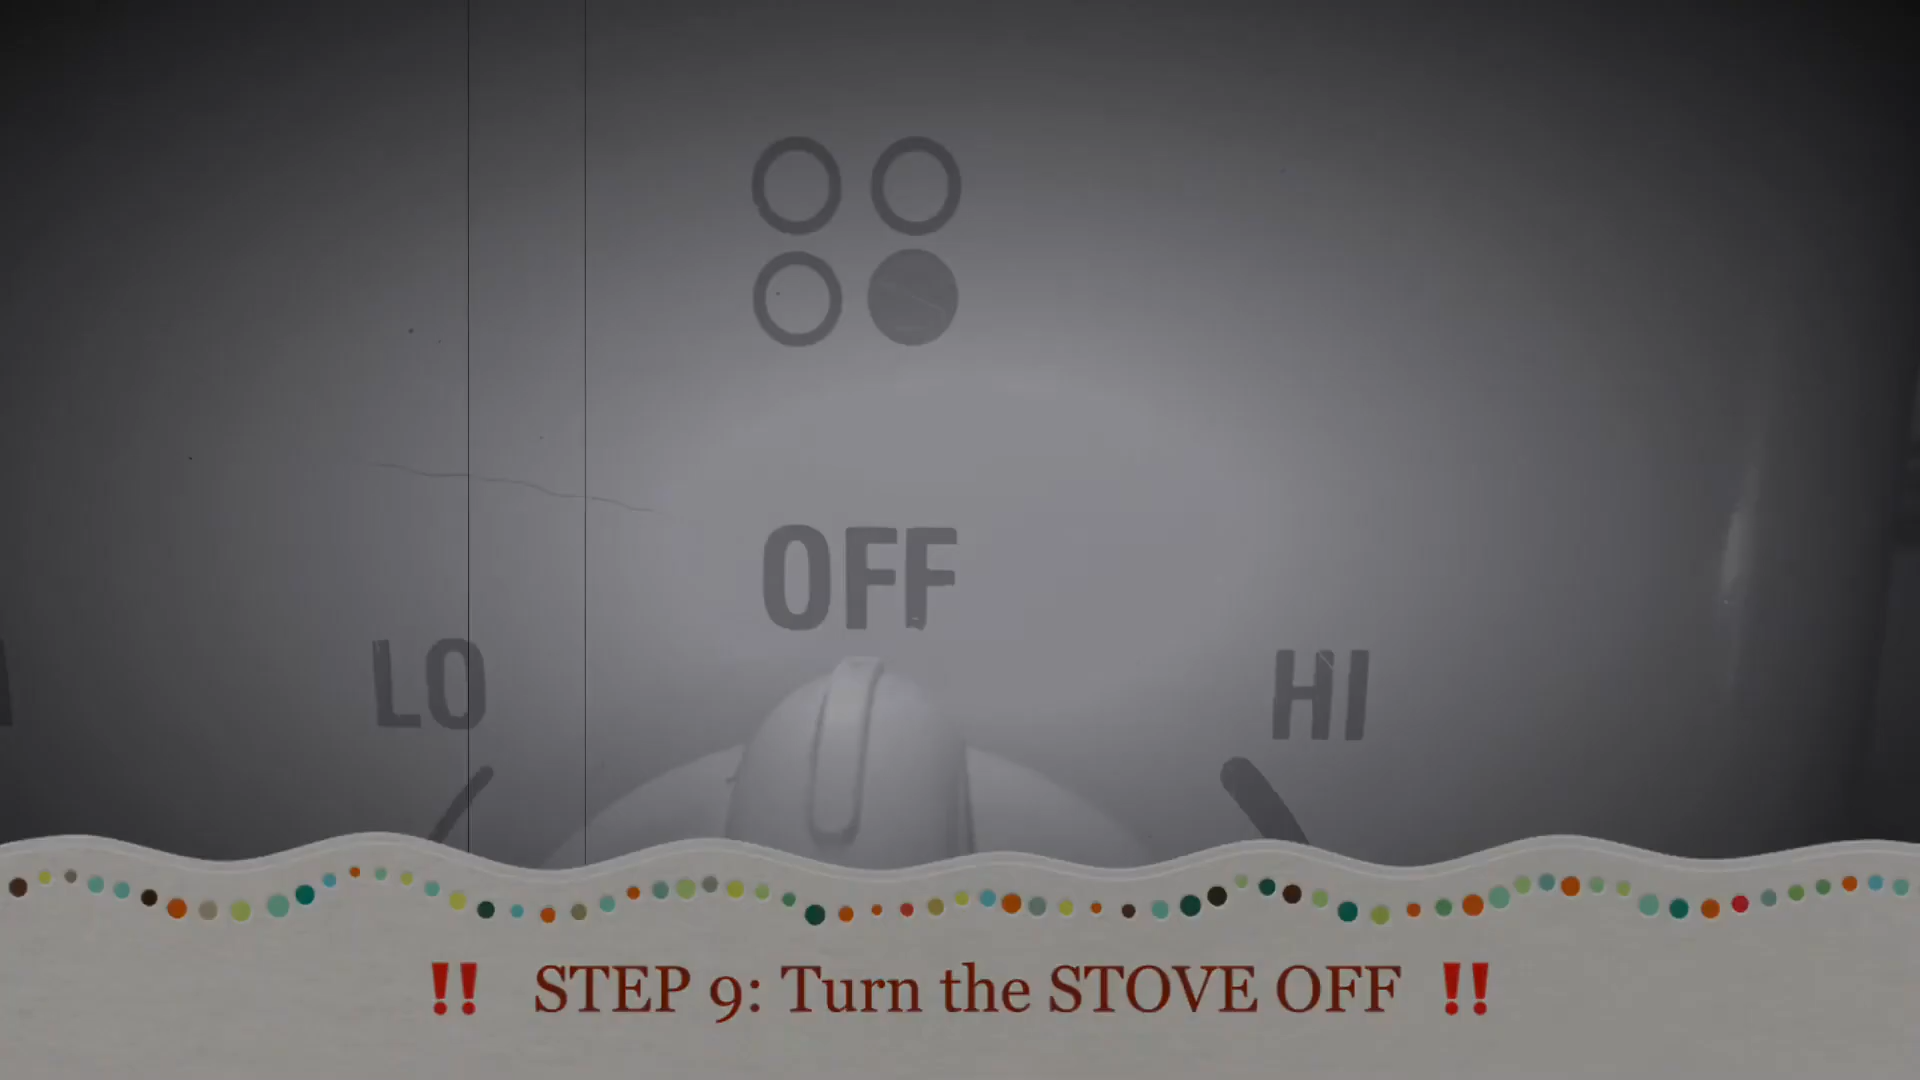 OFF
LO
HI
‼ STEP 9: Turn the STOVE OFF ‼